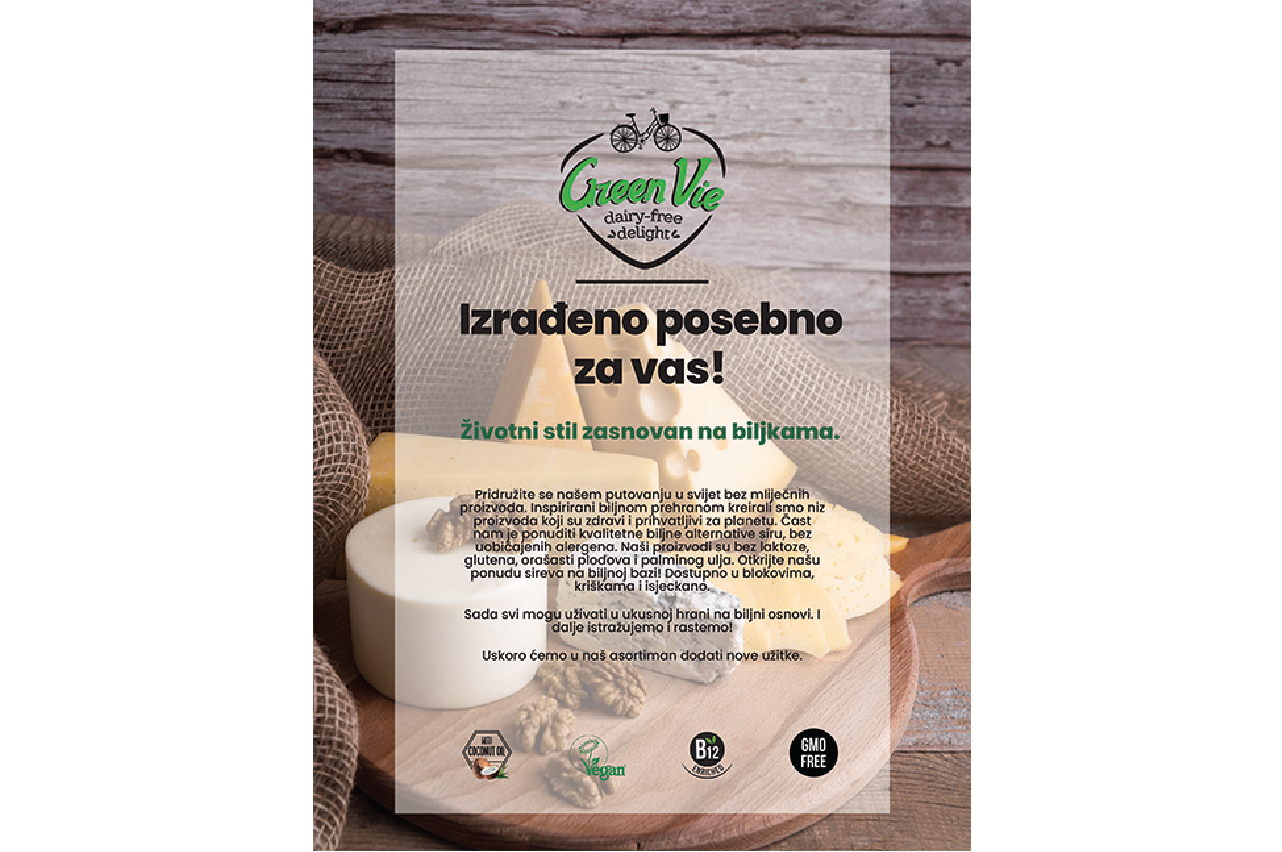 Green Vie
dairy-free
delight
Izrađeno posebno
za vas!
Životni stil zasnovan na biljkama.
Pridružite se našem putovanju u svijet bez mliječnih
proizvoda. Inspirirani biljnom prehranom kreirali smo niz
proizvoda koji su zdravi i prihvatljivi za planetu. Čast
nam je ponuditi kvalitetne biljne alternative siru, bez
uobičajenih alergena. Naši proizvodi su bez laktoze,
glutena, orašasti plodova i palminog ulja. Otkrijte našu
ponudu sireva na biljnoj bazi! Dostupno u blokovima,
kriškama i isjeckano.
Sada svi mogu uživati u ukusnoj hrani na biljni osnovi. I
dalje istražujemo i rastemo!
Uskoro ćemo u naš asortiman dodati nove užitke.
WITH
COCONUT OIL
Vegan
B12
ENRICHED
GMO
FREE